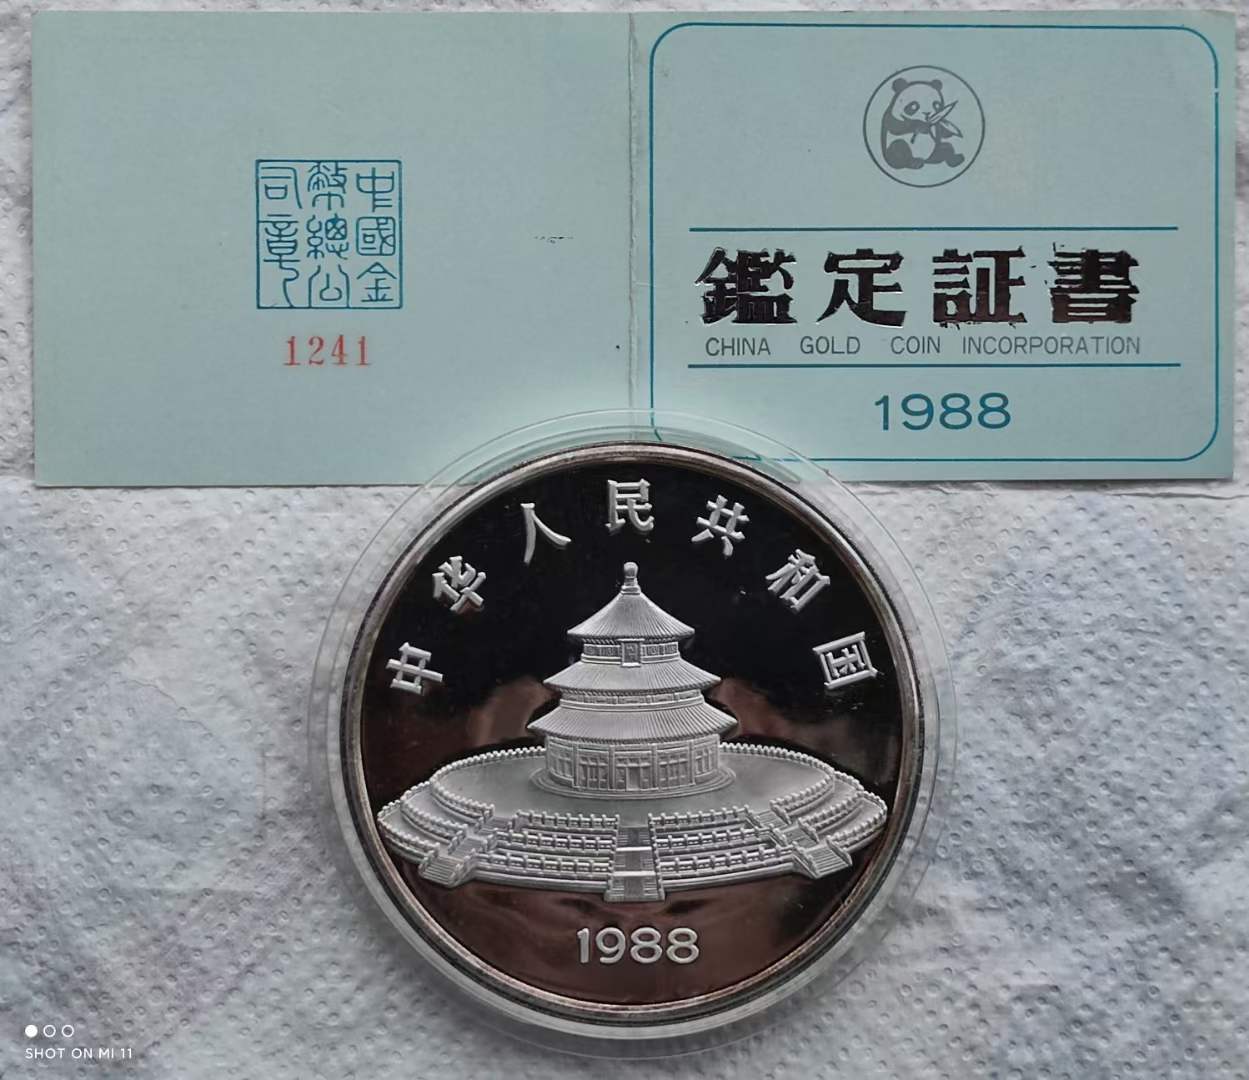 中國金
幣總公
司章
1241
鑑定証書
CHINA GOLD COIN INCORPORATION
1988
中华人民共和国
1988
SHOT ON MI 11